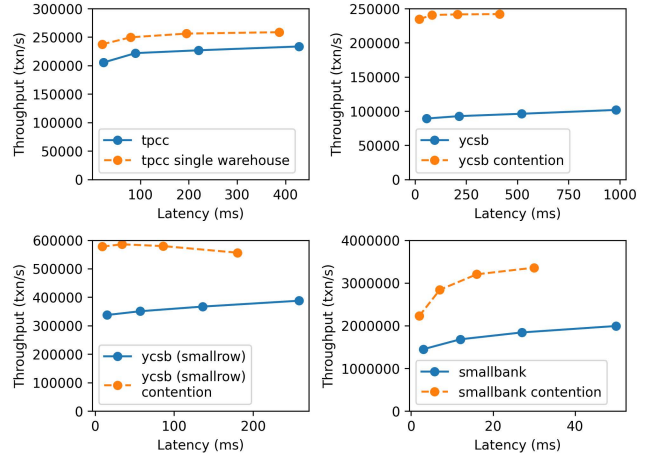 300000
250000
200000
150000
100000
50000
0
Throughput (txn/s)
tpcc
tpcc single warehouse
100 200 300 400
Latency (ms)
250000
200000
150000
100000
50000
0
Throughput (txn/s)
ycsb
ycsb contention
0 250 500 750 1000
Latency (ms)
600000
500000
400000
300000
200000
100000
0
Throughput (txn/s)
ycsb (smallrow)
ycsb (smallrow)
contention
0 100 200
Latency (ms)
4000000
3000000
2000000
1000000
0
Throughput (txn/s)
smallbank
smallbank contention
0 20 40
Latency (ms)